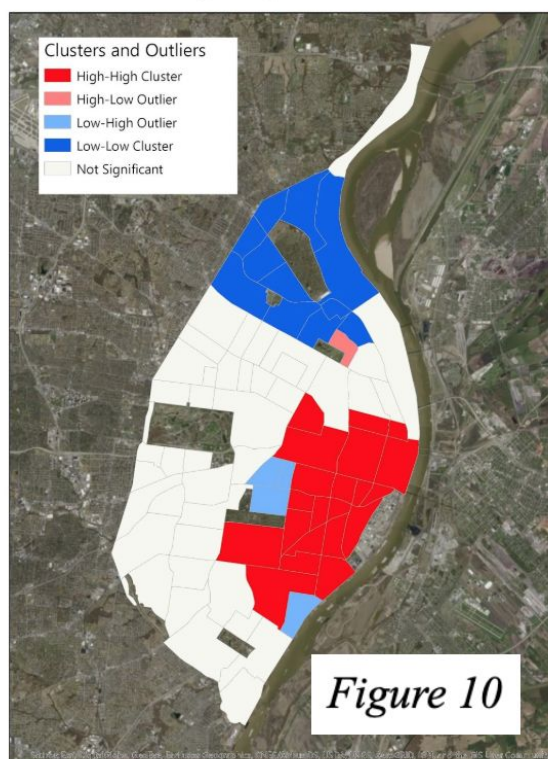 Clusters and Outliers
High-High Cluster
High-Low Outlier
Low-High Outlier
Low-Low Cluster
Not Significant
Figure 10